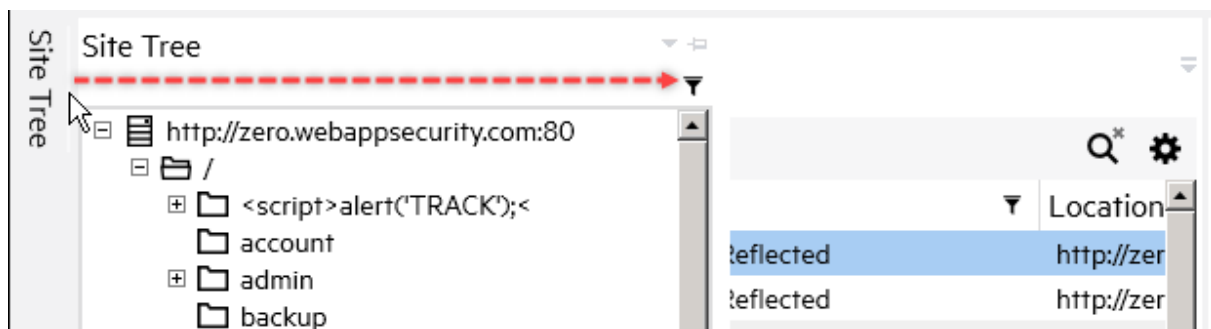 Site Tree
Site Tree
http://zero.webappsecurity.com:80
/
<script>alert('TRACK');<
account
admin
backup
Location
Reflected http://zer
Reflected http://zer